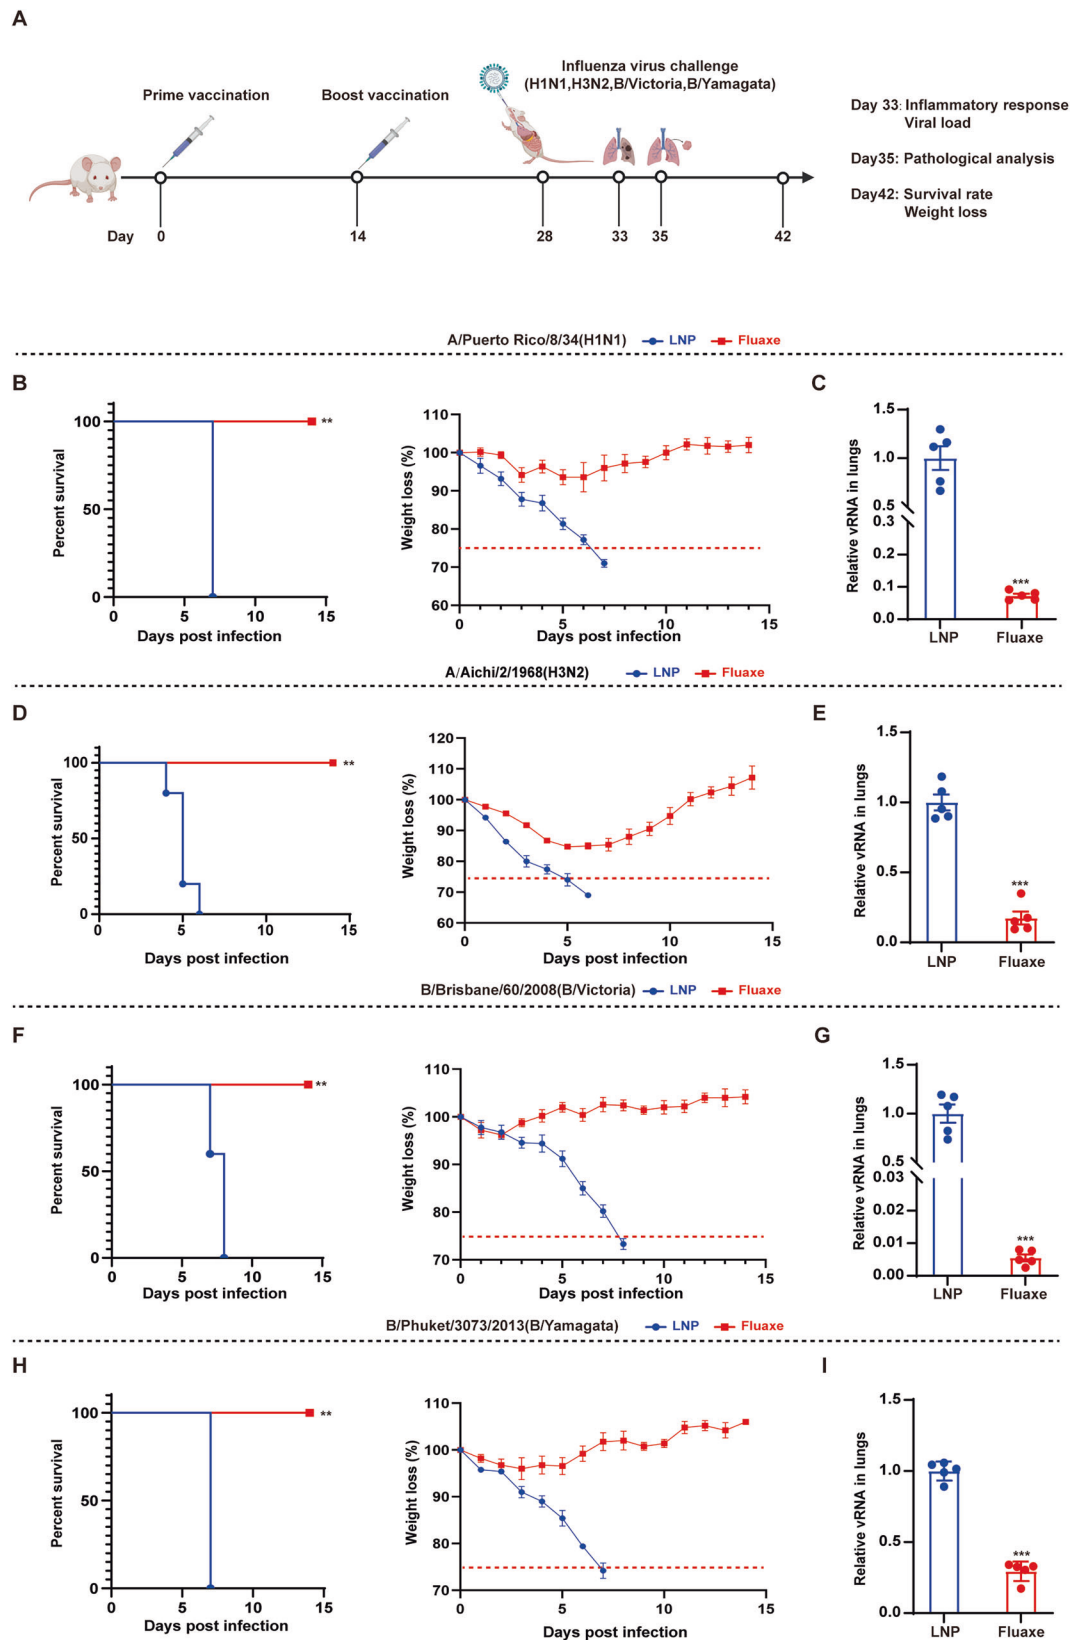 A
Prime vaccination
Boost vaccination
Influenza virus challenge
(H1N1,H3N2,B/Victoria,B/Yamagata)
Day 33: Inflammatory response
Viral load
Day35: Pathological analysis
Day42: Survival rate
Weight loss
Day 0 14 28 33 35 42
A/Puerto Rico/8/34(H1N1) LNP Fluaxe
B
Percent survival
100
50
0
0 5 10 15
Days post infection
**
Weight loss (%)
110
100
90
80
70
60
0 5 10 15
Days post infection
C
Relative vRNA in lungs
1.5
1.0
0.5
0.3
0.2
0.1
0.0
***
LNP Fluaxe
A/Aichi/2/1968(H3N2) LNP Fluaxe
D
Percent survival
100
50
0
0 5 10 15
Days post infection
**
Weight loss (%)
120
110
100
90
80
70
60
0 5 10 15
Days post infection
E
Relative vRNA in lungs
1.5
1.0
0.5
0.0
***
LNP Fluaxe
B/Brisbane/60/2008(B/Victoria) LNP Fluaxe
F
Percent survival
100
50
0
0 5 10 15
Days post infection
**
Weight loss (%)
110
100
90
80
70
0 5 10 15
Days post infection
G
Relative vRNA in lungs
1.5
1.0
0.5
0.03
0.02
0.01
0.00
***
LNP Fluaxe
B/Phuket/3073/2013(B/Yamagata) LNP Fluaxe
H
Percent survival
100
50
0
0 5 10 15
Days post infection
**
Weight loss (%)
110
100
90
80
70
0 5 10 15
Days post infection
I
Relative vRNA in lungs
1.5
1.0
0.5
0.0
***
LNP Fluaxe